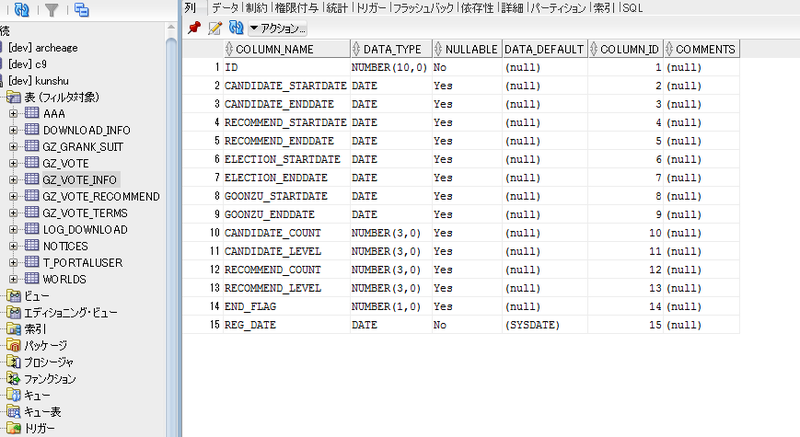 続
[dev] archeage
[dev] c9
[dev] kunshu
表 (フィルタ対象)
AAA
DOWNLOAD_INFO
GZ_GRANK_SUIT
GZ_VOTE
GZ_VOTE_INFO
GZ_VOTE_RECOMMEND
GZ_VOTE_TERMS
LOG_DOWNLOAD
NOTICES
T_PORTALUSER
WORLDS
ビュー
エディショニング・ビュー
索引
パッケージ
プロシージャ
ファンクション
キュー
キュー表
トリガー
列 データ 制約 権限付与 統計 トリガー フラッシュバック 依存性 詳細 パーティション 索引 SQL
アクション...
COLUMN_NAME DATA_TYPE NULLABLE DATA_DEFAULT COLUMN_ID COMMENTS
1 ID NUMBER(10,0) No (null) 1 (null)
2 CANDIDATE_STARTDATE DATE Yes (null) 2 (null)
3 CANDIDATE_ENDDATE DATE Yes (null) 3 (null)
4 RECOMMEND_STARTDATE DATE Yes (null) 4 (null)
5 RECOMMEND_ENDDATE DATE Yes (null) 5 (null)
6 ELECTION_STARTDATE DATE Yes (null) 6 (null)
7 ELECTION_ENDDATE DATE Yes (null) 7 (null)
8 GOONZU_STARTDATE DATE Yes (null) 8 (null)
9 GOONZU_ENDDATE DATE Yes (null) 9 (null)
10 CANDIDATE_COUNT NUMBER(3,0) Yes (null) 10 (null)
11 CANDIDATE_LEVEL NUMBER(3,0) Yes (null) 11 (null)
12 RECOMMEND_COUNT NUMBER(3,0) Yes (null) 12 (null)
13 RECOMMEND_LEVEL NUMBER(3,0) Yes (null) 13 (null)
14 END_FLAG NUMBER(1,0) Yes (null) 14 (null)
15 REG_DATE DATE No (SYSDATE) 15 (null)